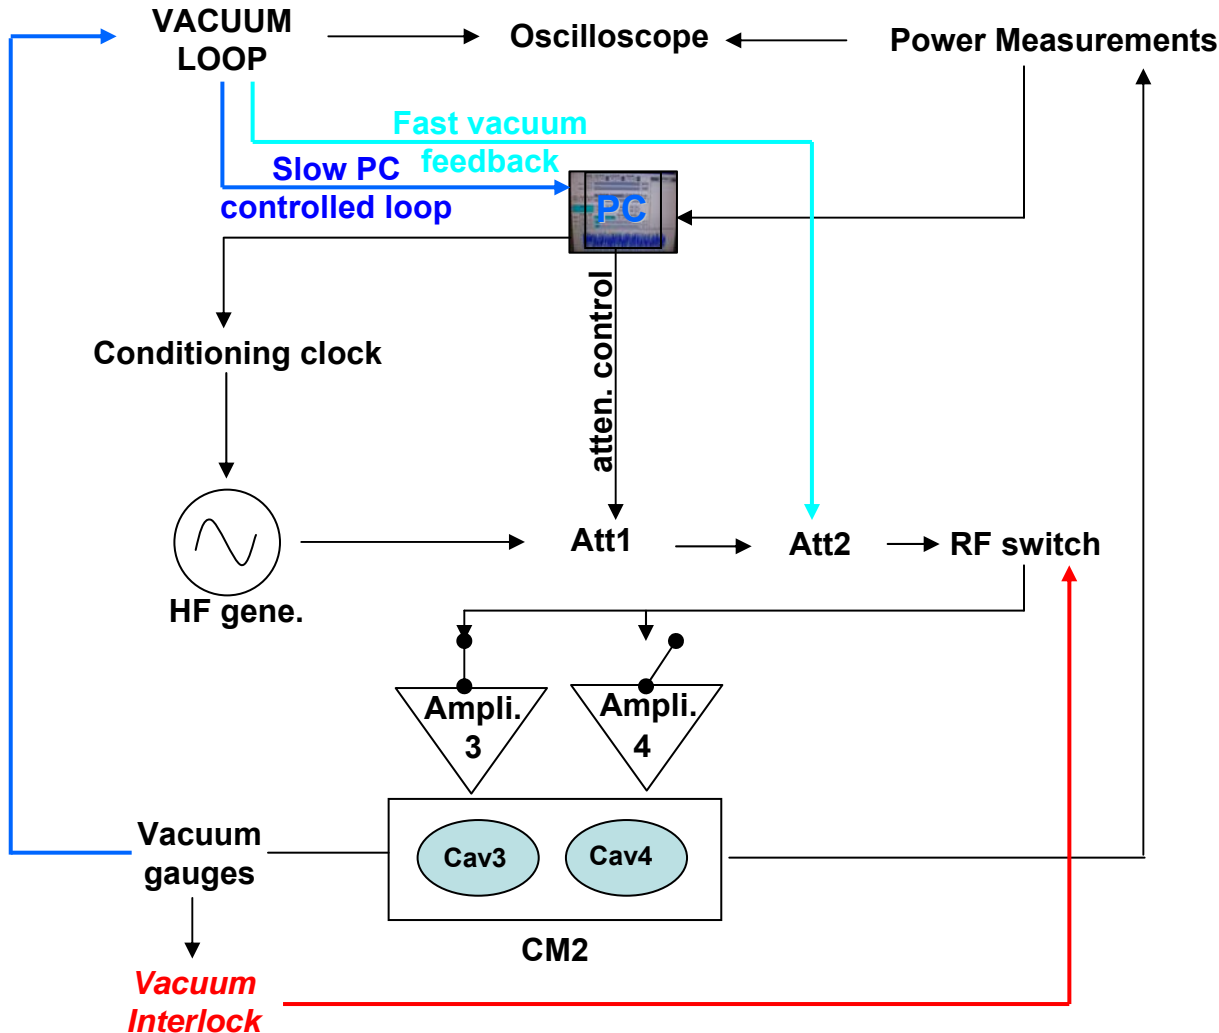 VACUUM
LOOP
Oscilloscope
Power Measurements
Fast vacuum
feedback
Slow PC
controlled loop
PC
atten. control
Conditioning clock
HF gene.
Att1
Att2
RF switch
Ampli.
3
Ampli.
4
Vacuum
gauges
Cav3
Cav4
CM2
Vacuum
Interlock